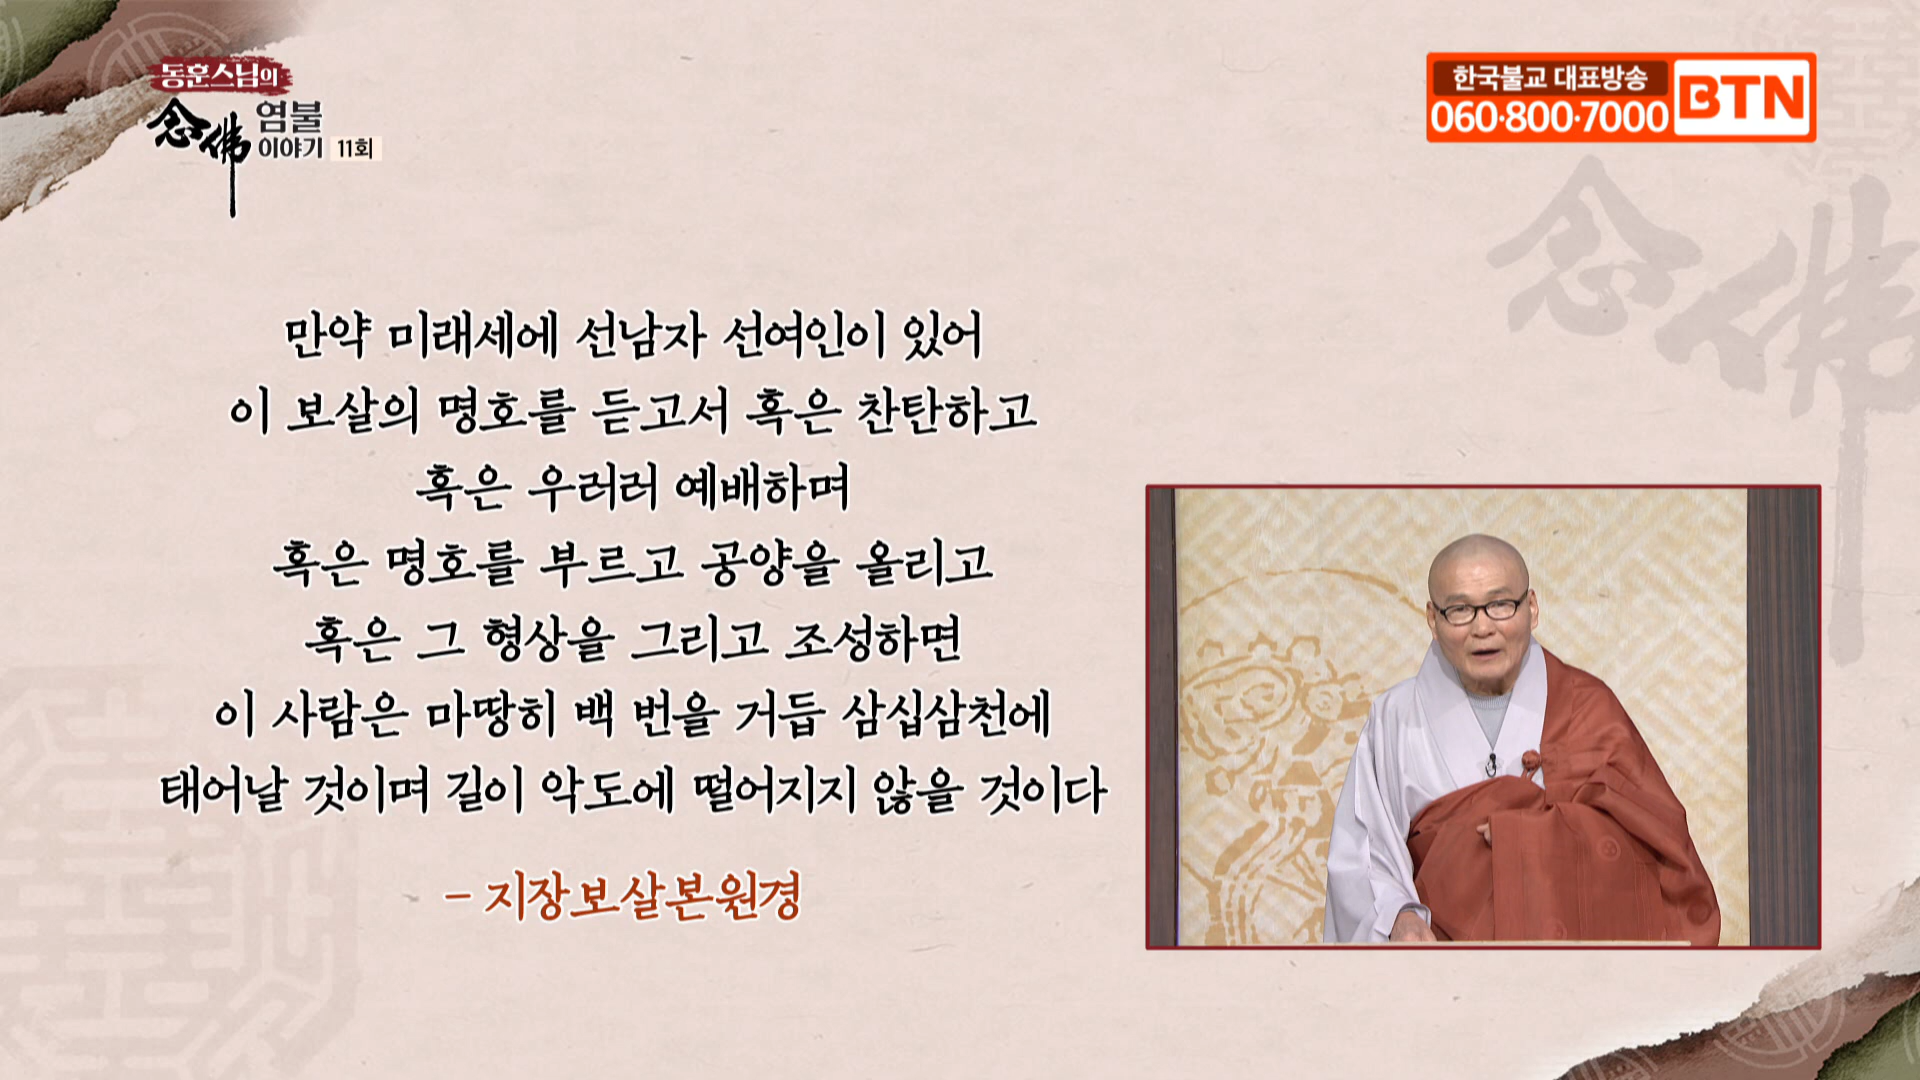 동훈스님의
念佛
염불
이야기 11회
한국불교 대표방송
060·800·7000
BTN
念佛
만약 미래세에 선남자 선여인이 있어
이 보살의 명호를 듣고서 혹은 찬탄하고
혹은 우러러 예배하며
혹은 명호를 부르고 공양을 올리고
혹은 그 형상을 그리고 조성하면
이 사람은 마땅히 백 번을 거듭 삼십삼천에
태어날 것이며 길이 악도에 떨어지지 않을 것이다
- 지장보살본원경